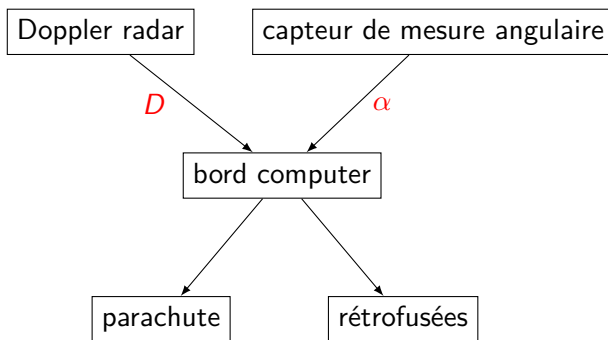 Doppler radar
capteur de mesure angulaire
D
α
bord computer
parachute
rétrofusées